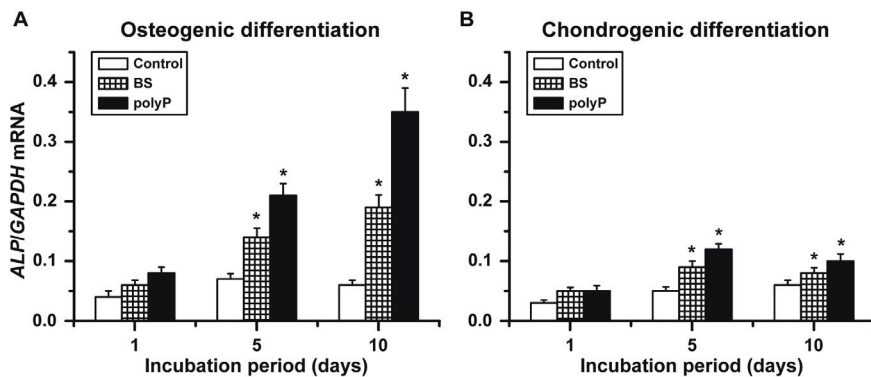 A
Osteogenic differentiation
Control
BS
polyP
ALP/GAPDH mRNA
0.4
0.3
0.2
0.1
0.0
* * * *
1 5 10
Incubation period (days)
B
Chondrogenic differentiation
Control
BS
polyP
0.4
0.3
0.2
0.1
0.0
* * * *
1 5 10
Incubation period (days)